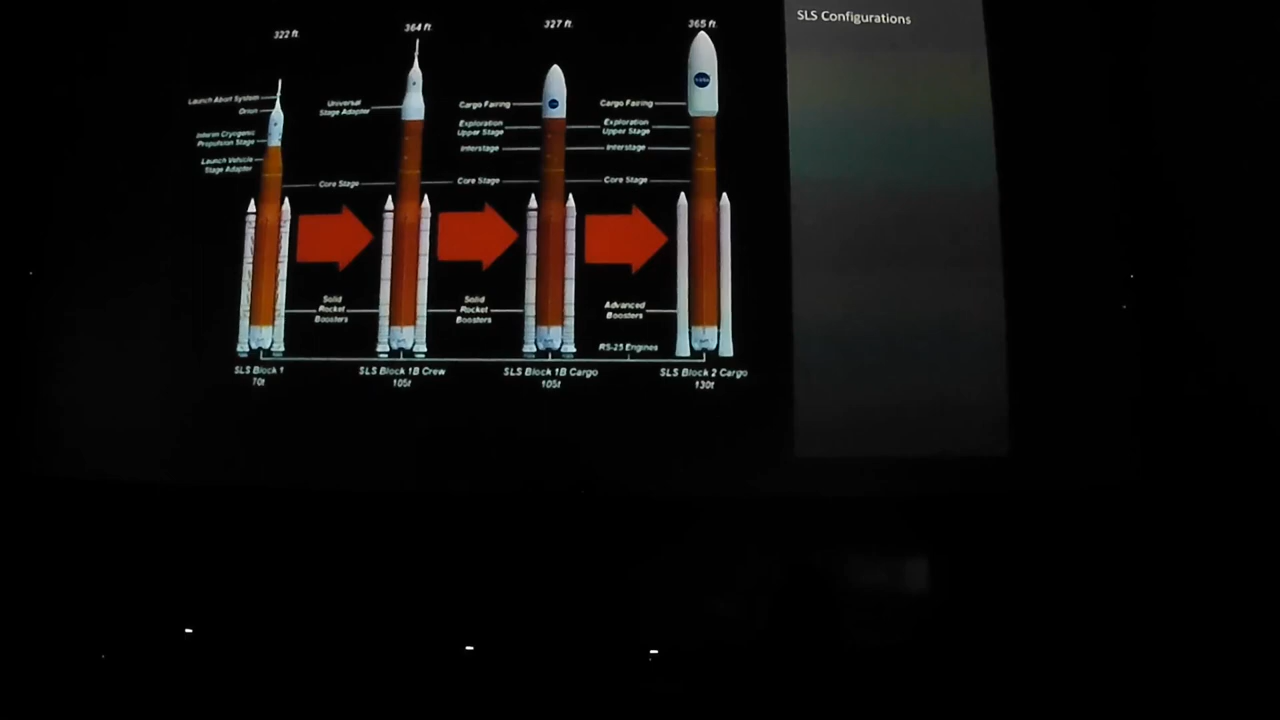 SLS Configurations
322 ft.
364 ft.
327 ft.
365 ft.
Launch Abort System
Orion
Interim Cryogenic
Propulsion Stage
Launch Vehicle
Stage Adapter
Universal
Stage Adapter
Cargo Fairing
Exploration
Upper Stage
Interstage
Cargo Fairing
Exploration
Upper Stage
Interstage
Core Stage
Core Stage
Core Stage
Solid
Rocket
Boosters
Solid
Rocket
Boosters
Advanced
Boosters
RS-25 Engines
SLS Block 1
70t
SLS Block 1B Crew
105t
SLS Block 1B Cargo
105t
SLS Block 2 Cargo
130t
NASA